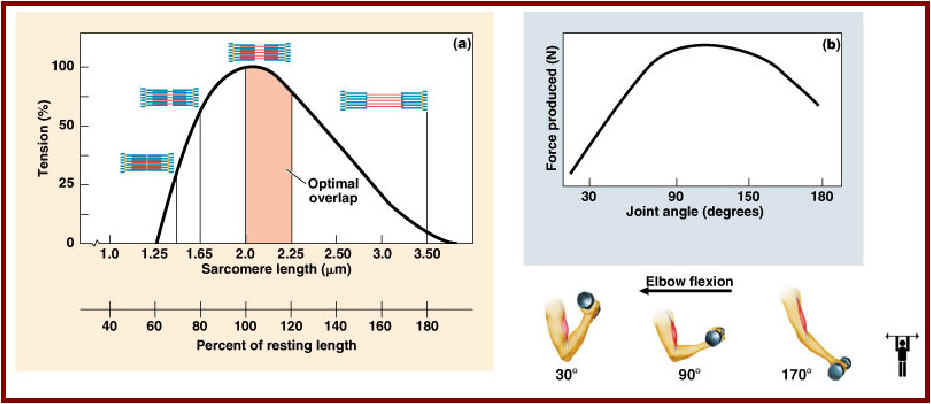 (a)
100
50
25
0
Tension (%)
Optimal
overlap
1.0 1.25 1.65 2.0 2.25 2.50 3.0 3.50
Sarcomere length (μm)
40 60 80 100 120 140 160 180
Percent of resting length
(b)
Force produced (N)
30 90 150 180
Joint angle (degrees)
Elbow flexion
30° 90° 170°